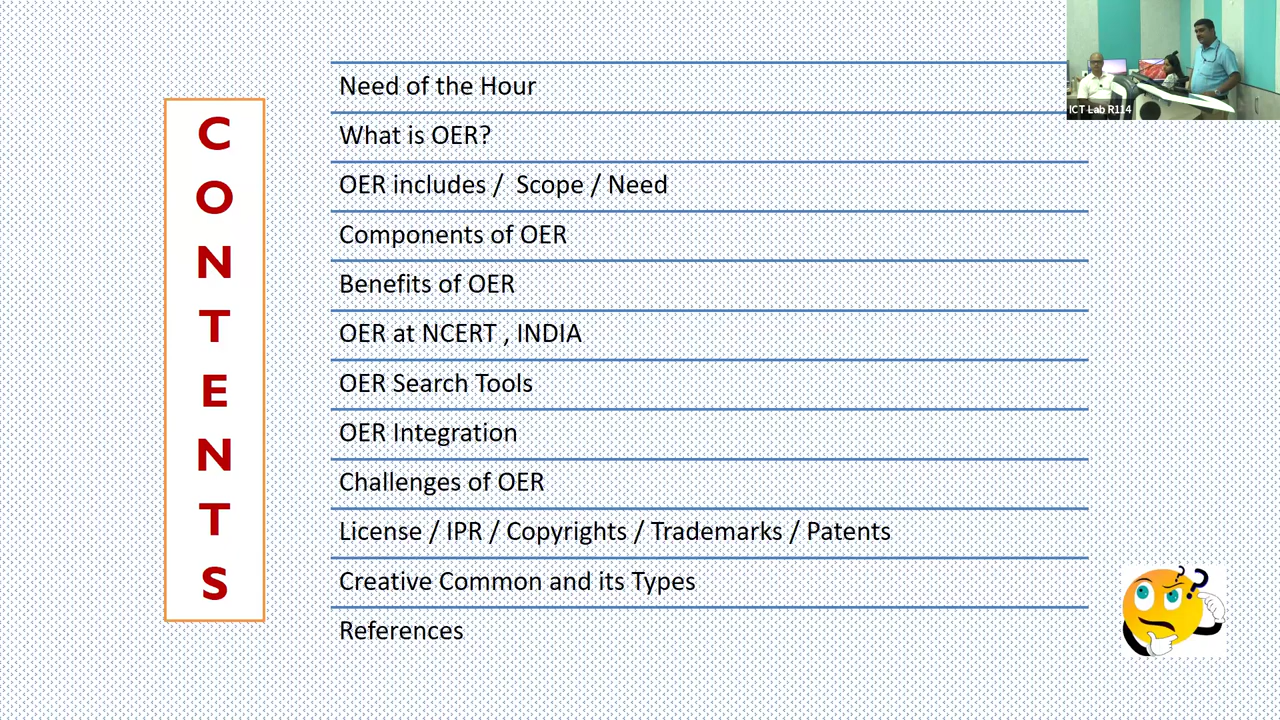 CONTENTS
Need of the Hour
What is OER?
OER includes / Scope / Need
Components of OER
Benefits of OER
OER at NCERT , INDIA
OER Search Tools
OER Integration
Challenges of OER
License / IPR / Copyrights / Trademarks / Patents
Creative Common and its Types
References
ICT Lab R114